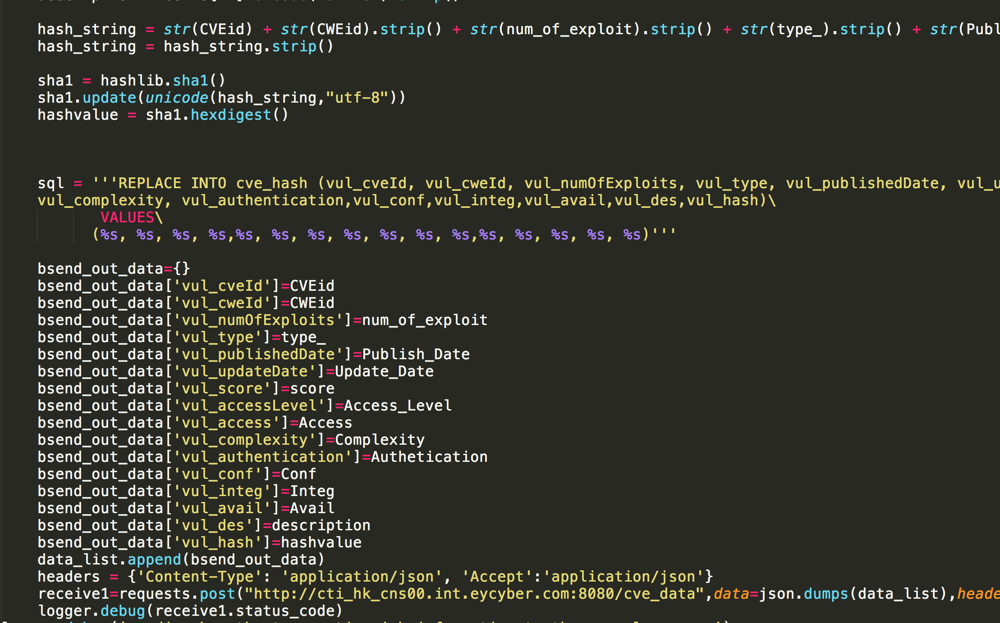 hash_string = str(CVEid) + str(CWEid).strip() + str(num_of_exploit).strip() + str(type_).strip() + str(Publ
hash_string = hash_string.strip()
sha1 = hashlib.sha1()
sha1.update(unicode(hash_string,"utf-8"))
hashvalue = sha1.hexdigest()
sql = '''REPLACE INTO cve_hash (vul_cveId, vul_cweId, vul_numOfExploits, vul_type, vul_publishedDate, vul_u
vul_complexity, vul_authentication,vul_conf,vul_integ,vul_avail,vul_des,vul_hash)\
VALUES\
(%s, %s, %s, %s,%s, %s, %s, %s, %s, %s, %s,%s, %s, %s, %s, %s)'''
bsend_out_data={}
bsend_out_data['vul_cveId']=CVEid
bsend_out_data['vul_cweId']=CWEid
bsend_out_data['vul_numOfExploits']=num_of_exploit
bsend_out_data['vul_type']=type_
bsend_out_data['vul_publishedDate']=Publish_Date
bsend_out_data['vul_updateDate']=Update_Date
bsend_out_data['vul_score']=score
bsend_out_data['vul_accessLevel']=Access_Level
bsend_out_data['vul_access']=Access
bsend_out_data['vul_complexity']=Complexity
bsend_out_data['vul_authentication']=Authetication
bsend_out_data['vul_conf']=Conf
bsend_out_data['vul_integ']=Integ
bsend_out_data['vul_avail']=Avail
bsend_out_data['vul_des']=description
bsend_out_data['vul_hash']=hashvalue
data_list.append(bsend_out_data)
headers = {'Content-Type': 'application/json', 'Accept':'application/json'}
receive1=requests.post("http://cti_hk_cns00.int.eycyber.com:8080/cve_data",data=json.dumps(data_list),heade
logger.debug(receive1.status_code)